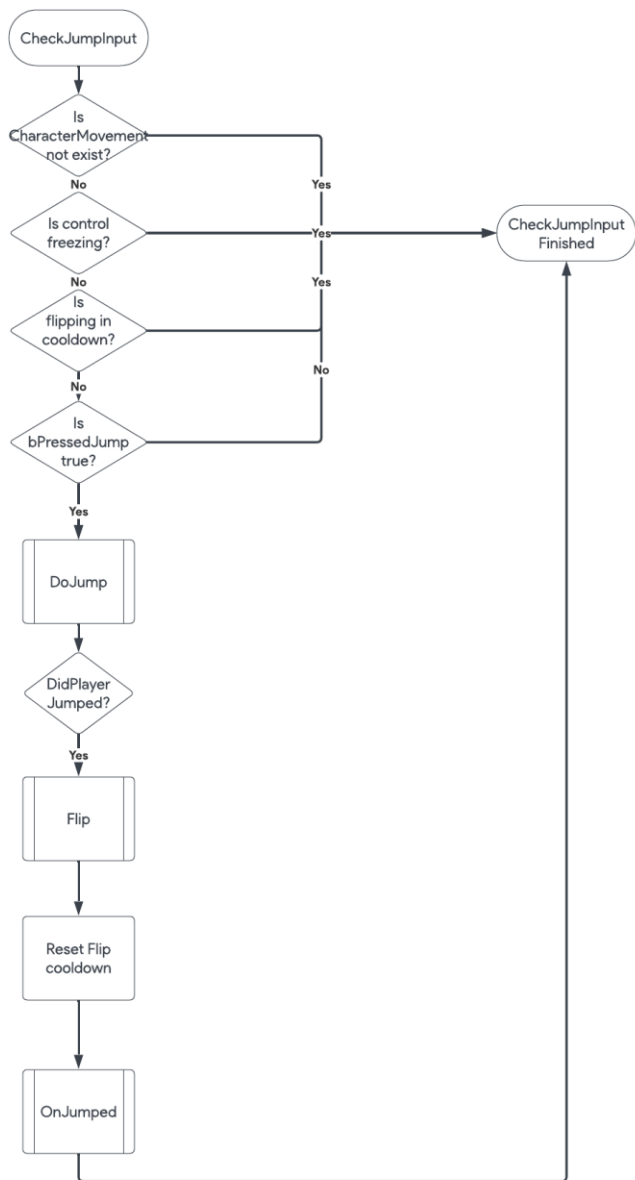 CheckJumpInput
Is
CharacterMovement
not exist?
Yes
No
Is control
freezing?
Yes
CheckJumpInput
Finished
No
Yes
Is
flipping in
cooldown?
No
No
Is
bPressedJump
true?
Yes
DoJump
DidPlayer
Jumped?
Yes
Flip
Reset Flip
cooldown
OnJumped